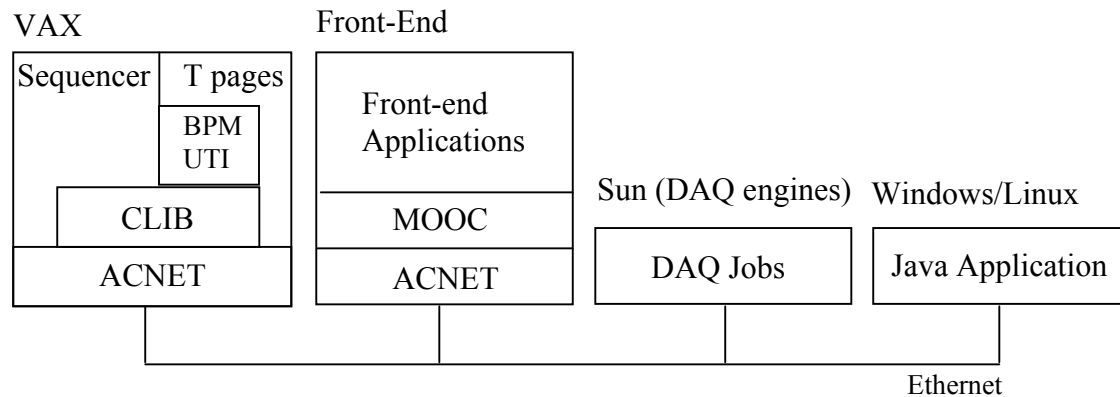 VAX
Sequencer
T pages
BPM
UTI
CLIB
ACNET
Front-End
Front-end
Applications
MOOC
ACNET
Sun (DAQ engines)
DAQ Jobs
Windows/Linux
Java Application
Ethernet